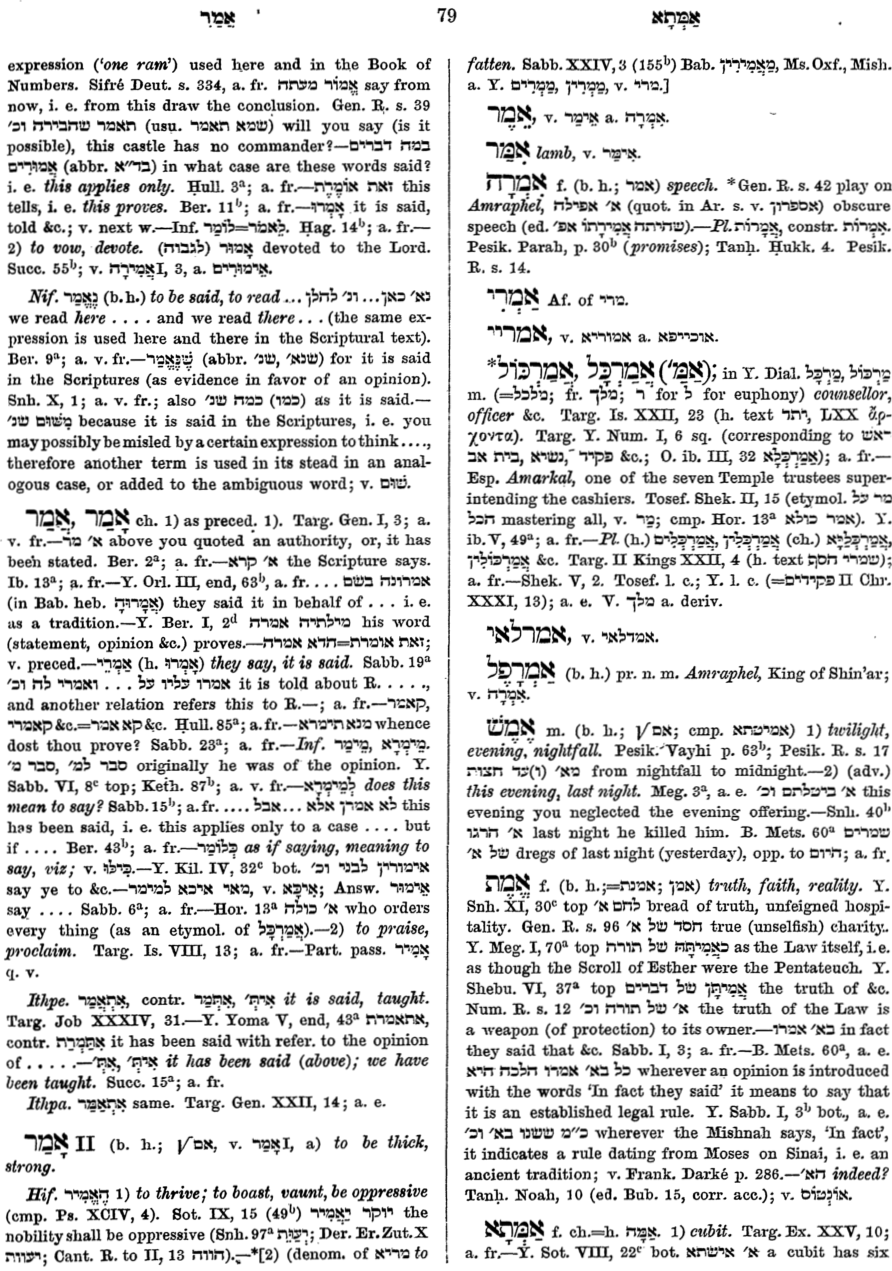 אֲמַר 79 אַמְּתָא
expression ('one ram') used here and in the Book of
Numbers. Sifré Deut. s. 334, a. fr. אֱמוֹר מעתה say from
now, i. e. from this draw the conclusion. Gen. R. s. 39
תאמר שהבירה וכ' (usu. שמא תאמר) will you say (is it
possible), this castle has no commander?—במה דברים
אֲמוּרִים (abbr. בד״א) in what case are these words said?
i. e. this applies only. Ḥull. 3ᵃ; a. fr.—זאת אוֹמֶרֶת this
tells, i. e. this proves. Ber. 11ᵇ; a. fr.—אָמְרוּ it is said,
told &c.; v. next w.—Inf. לֵאמֹר=לוֹמַר. Ḥag. 14ᵇ; a. fr.—
2) to vow, devote. אָמוּר (לגבוה) devoted to the Lord.
Succ. 55ᵇ; v. אֲמִירָה I, 3, a. אֵימוּרִים.
Nif. נֶאֱמַר (b. h.) to be said, to read ... נא' כאן ... ונ' להלן
we read here .... and we read there ... (the same ex-
pression is used here and there in the Scriptural text).
Ber. 9ᵃ; a. v. fr.—שֶׁנֶּאֱמַר (abbr. שנא', שנ') for it is said
in the Scriptures (as evidence in favor of an opinion).
Snh. X, 1; a. v. fr.; also כמה שנ' (כמו) as it is said.—
מִשּׁוּם שנ' because it is said in the Scriptures, i. e. you
may possibly be misled by a certain expression to think ....,
therefore another term is used in its stead in an anal-
ogous case, or added to the ambiguous word; v. שׁוּם.
אֲמַר, אָמַר ch. 1) as preced. 1). Targ. Gen. I, 3; a.
v. fr.—א' מר above you quoted an authority, or, it has
been stated. Ber. 2ᵃ; a. fr.—א' קרא the Scripture says.
Ib. 13ᵃ; a. fr.—Y. Orl. III, end, 63ᵇ, a. fr. .... אמרונה בשם
(in Bab. heb. אֲמָרוּהָ) they said it in behalf of ... i. e.
as a tradition.—Y. Ber. I, 2ᵈ מילתיה אמרה his word
(statement, opinion &c.) proves.—זאת אומרת=חדא אמרה;
v. preced.—אָמְרֵי (h. אָמְרוּ) they say, it is said. Sabb. 19ᵃ
אמרו עליו על ... ואמרי לה וכ' it is told about R. .....,
and another relation refers this to R.—; a. fr.—קאמר,
קאמרי &c.=קא אמר &c. Ḥull. 85ᵃ; a. fr.—מנא תימרא whence
dost thou prove? Sabb. 23ᵃ; a. fr.—Inf. מֵימְרָא, מֵימַר.
סבר למ', סבר מ' originally he was of the opinion. Y.
Sabb. VI, 8ᶜ top; Keth. 87ᵇ; a. v. fr.—לְמֵימְרָא does this
mean to say? Sabb. 15ᵇ; a. fr. ..... לא אמרן אלא ... אבל this
has been said, i. e. this applies only to a case .... but
if .... Ber. 43ᵇ; a. fr.—כְּלוֹמַר as if saying, meaning to
say, viz; v. כִּילּוּ.—Y. Kil. IV, 32ᶜ bot. אימורין לבני וכ'
say ye to &c.—מאי איכא למימר, v. אִיכָּא; Answ. אֵימוּר
say .... Sabb. 6ᵃ; a. fr.—Hor. 13ᵃ א' כולה who orders
every thing (as an etymol. of אֲמַרְכָּל).—2) to praise,
proclaim. Targ. Is. VIII, 13; a. fr.—Part. pass. אָמִיר
q. v.
Ithpe. אִתְאֲמַר, contr. אִתְּמַר, אִיתְּ' it is said, taught.
Targ. Job XXXIV, 31.—Y. Yoma V, end, 43ᵃ אתאמרת,
contr. אִתְּמָרַת it has been said with refer. to the opinion
of .....—אִיתְּ', אִתְּ' it has been said (above); we have
been taught. Succ. 15ᵃ; a. fr.
Ithpa. אִתְאַמַּר same. Targ. Gen. XXII, 14; a. e.
אָמַר II (b. h.; √אם, v. אָמַר I, a) to be thick,
strong.
Hif. הֶאֱמִיר 1) to thrive; to boast, vaunt, be oppressive
(cmp. Ps. XCIV, 4). Sot. IX, 15 (49ᵇ) יוקר יַאֲמִיר the
nobility shall be oppressive (Snh. 97ᵃ יְעַוֵּת; Der. Er. Zut. X
יעוות; Cant. R. to II, 13 הווה).—*[2) (denom. of מריא to
fatten. Sabb. XXIV, 3 (155ᵇ) Bab. מַאֲמִירִין, Ms. Oxf., Mish.
a. Y. מַמְרִין, מַמְרִים, v. מרי.]
אֵמֶר, v. אֵימַר a. אִמְרָה.
אִמַּר lamb, v. אִימַּר.
אִמְרָה f. (b. h.; אמר) speech. *Gen. R. s. 42 play on
Amraphel, א' אפילה (quot. in Ar. s. v. אספרון) obscure
speech (ed. שהיתה אֲמִירָתוֹ אפ').—Pl. אֲמָרוֹת, constr. אִמְרוֹת.
Pesik. Parah, p. 30ᵇ (promises); Tanḥ. Ḥukk. 4. Pesik.
R. s. 14.
אַמְרִי Af. of מרי.
אמריי, v. אמוריא a. אוכייפא.
*אֲמַרְכָּל, אֲמַרְכּוֹל (אַמַּ'); in Y. Dial. מַרְכּוֹל, מַרְכָּל
m. (=מלכל; fr. מלך; ר for ל for euphony) counsellor,
officer &c. Targ. Is. XXII, 23 (h. text יתד, LXX ἄρ-
χοντα). Targ. Y. Num. I, 6 sq. (corresponding to ראש
בית אב, נשיא, פקיד &c.; O. ib. III, 32 אֲמַרְכְּלָא); a. fr.—
Esp. Amarkal, one of the seven Temple trustees super-
intending the cashiers. Tosef. Shek. II, 15 (etymol. מר על
הכל mastering all, v. מַר; cmp. Hor. 13ᵃ אמר כולא). Y.
ib. V, 49ᵃ; a. fr.—Pl. (h.) אֲמַרְכְּלִים, אֲמַרְכְּלִין (ch.) אֲמַרְכְּלַיָּא,
אֲמַרְכּוֹלִין &c. Targ. II Kings XXII, 4 (h. text שמרי הסף);
a. fr.—Shek. V, 2. Tosef. l. c.; Y. l. c. (=פקידים II Chr.
XXXI, 13); a. e. V. מלך a. deriv.
אמרלאי, v. אמדלאי.
אַמְרָפֶל (b. h.) pr. n. m. Amraphel, King of Shin'ar;
v. אִמְרָה.
אֶמֶשׁ m. (b. h.; √אם; cmp. אמיטתא) 1) twilight,
evening, nightfall. Pesik. Vayhi p. 63ᵇ; Pesik. R. s. 17
מא' (ו)עד חצות from nightfall to midnight.—2) (adv.)
this evening, last night. Meg. 3ᵃ, a. e. א' ביטלתם וכ' this
evening you neglected the evening offering.—Snh. 40ᵇ
א' הרגו last night he killed him. B. Mets. 60ᵃ שמרים
של א' dregs of last night (yesterday), opp. to היום; a. fr.
אֱמֶת f. (b. h.;=אמנת; אמן) truth, faith, reality. Y.
Snh. XI, 30ᶜ top לחם א' bread of truth, unfeigned hospi-
tality. Gen. R. s. 96 חסד של א' true (unselfish) charity.
Y. Meg. I, 70ᵃ top כַּאֲמִיתָּהּ של תורה as the Law itself, i. e.
as though the Scroll of Esther were the Pentateuch. Y.
Shebu. VI, 37ᵃ top אֲמִיתָּן של דברים the truth of &c.
Num. R. s. 12 א' של תורה וכ' the truth of the Law is
a weapon (of protection) to its owner.—בא' אמרו in fact
they said that &c. Sabb. I, 3; a. fr.—B. Mets. 60ᵃ, a. e.
כל בא' אמרו הלכה היא wherever an opinion is introduced
with the words 'In fact they said' it means to say that
it is an established legal rule. Y. Sabb. I, 3ᵇ bot., a. e.
כ״מ ששנו בא' וכ' wherever the Mishnah says, 'In fact',
it indicates a rule dating from Moses on Sinai, i. e. an
ancient tradition; v. Frank. Darké p. 286.—הא' indeed?
Tanḥ. Noah, 10 (ed. Bub. 15, corr. acc.); v. אוֹנְטוֹס.
אַמְּתָא f. ch.=h. אַמָּה. 1) cubit. Targ. Ex. XXV, 10;
a. fr.—Y. Sot. VIII, 22ᶜ bot. א' אישתא a cubit has six